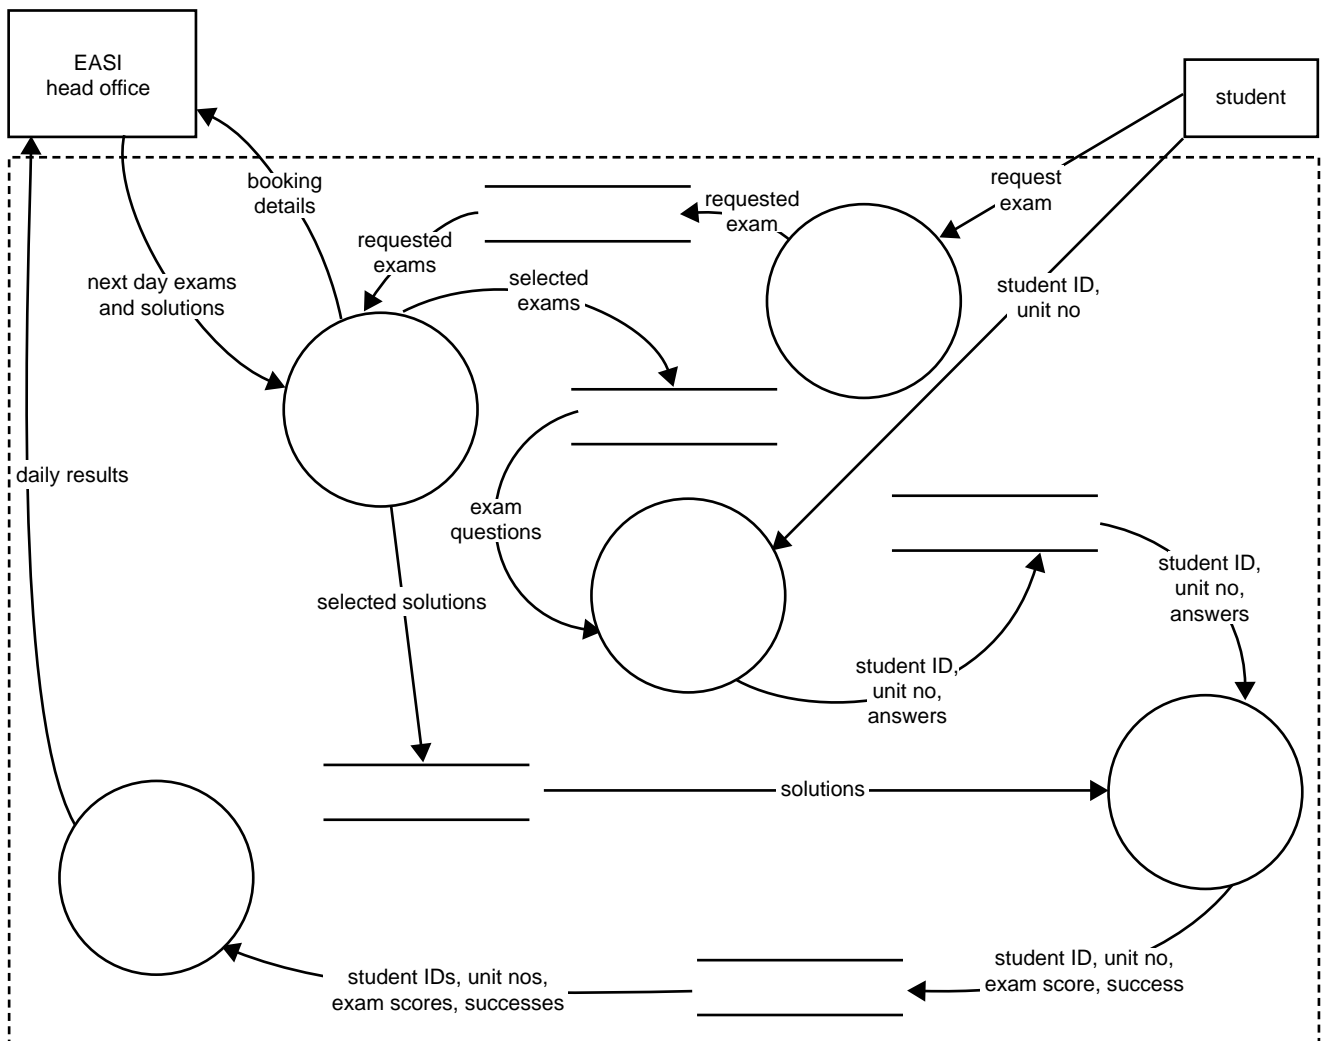 EASI
head office
student
booking
details
request
exam
requested
exam
requested
exams
selected
exams
next day exams
and solutions
student ID,
unit no
daily results
exam
questions
student ID,
unit no,
answers
selected solutions
student ID,
unit no,
answers
solutions
student ID, unit no,
exam score, success
student IDs, unit nos,
exam scores, successes